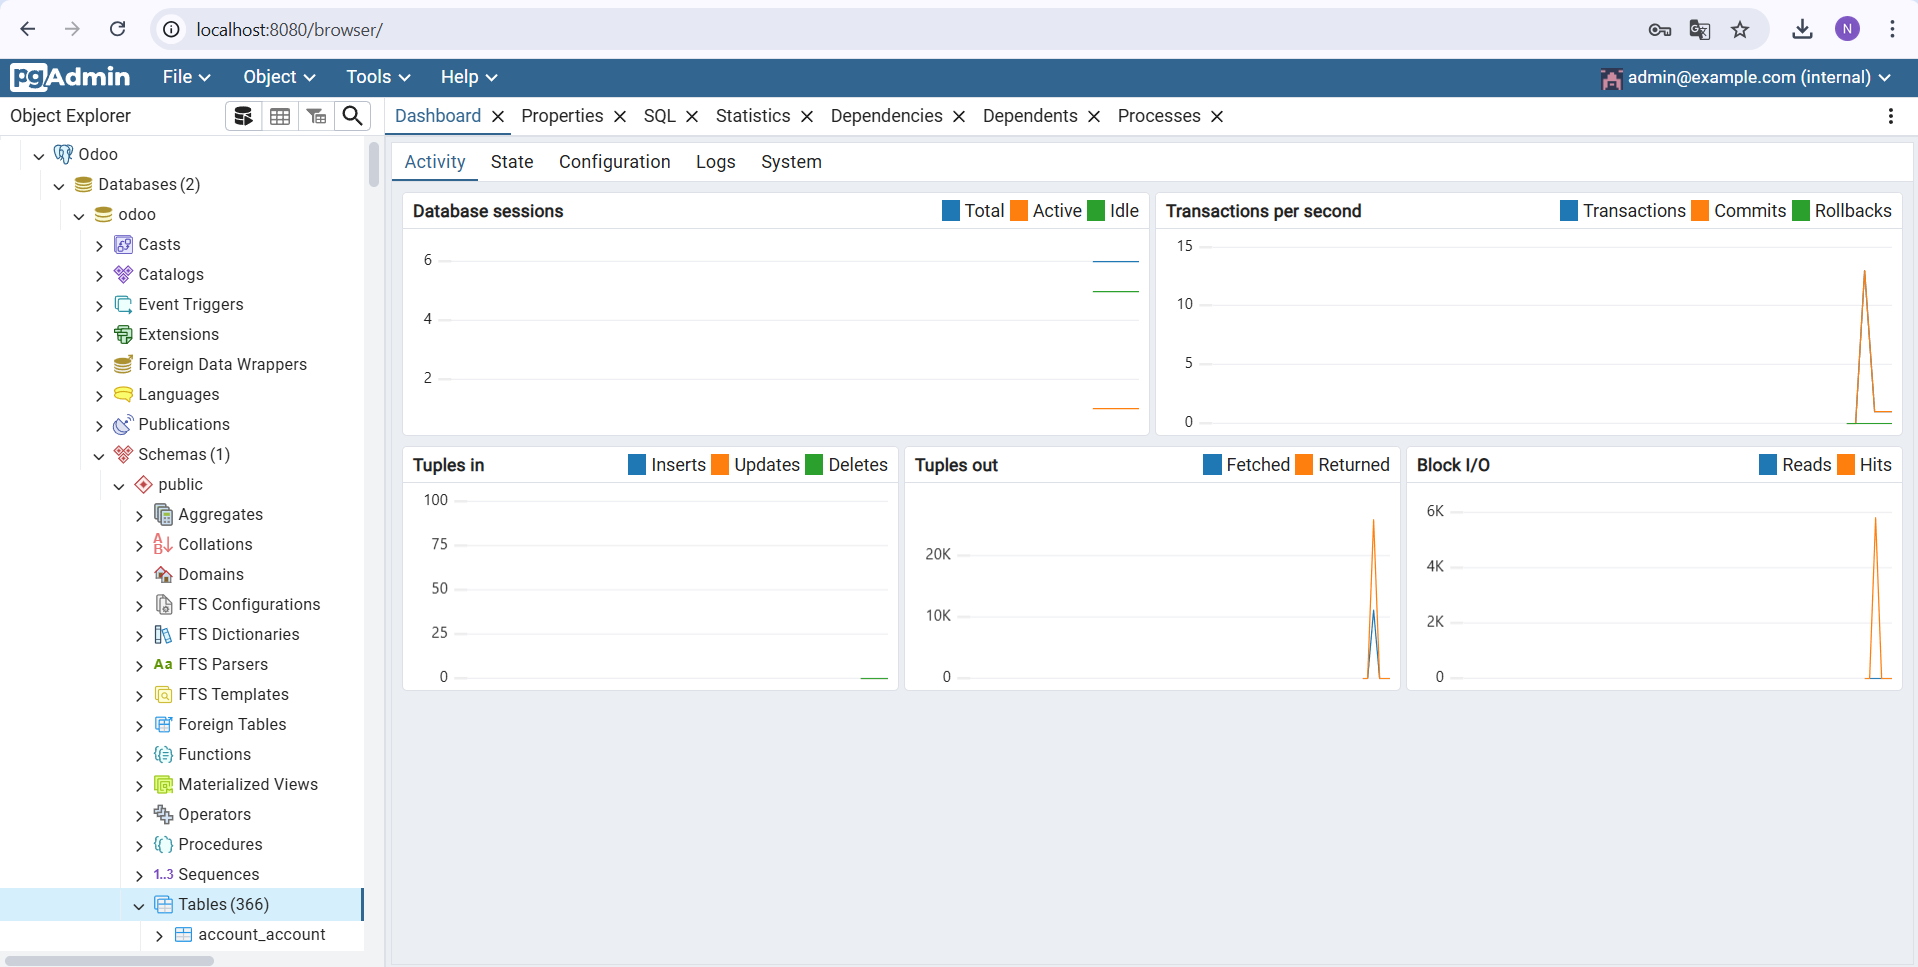 localhost:8080/browser/
N
pgAdmin File Object Tools Help admin@example.com (internal)
Object Explorer
Dashboard Properties SQL Statistics Dependencies Dependents Processes
Activity State Configuration Logs System
Odoo
Databases (2)
odoo
Casts
Catalogs
Event Triggers
Extensions
Foreign Data Wrappers
Languages
Publications
Schemas (1)
public
Aggregates
AB Collations
Domains
FTS Configurations
FTS Dictionaries
Aa FTS Parsers
FTS Templates
Foreign Tables
Functions
Materialized Views
Operators
Procedures
1..3 Sequences
Tables (366)
account_account
Database sessions Total Active Idle
6
4
2
Transactions per second Transactions Commits Rollbacks
15
10
5
0
Tuples in Inserts Updates Deletes
100
75
50
25
0
Tuples out Fetched Returned
20K
10K
0
Block I/O Reads Hits
6K
4K
2K
0